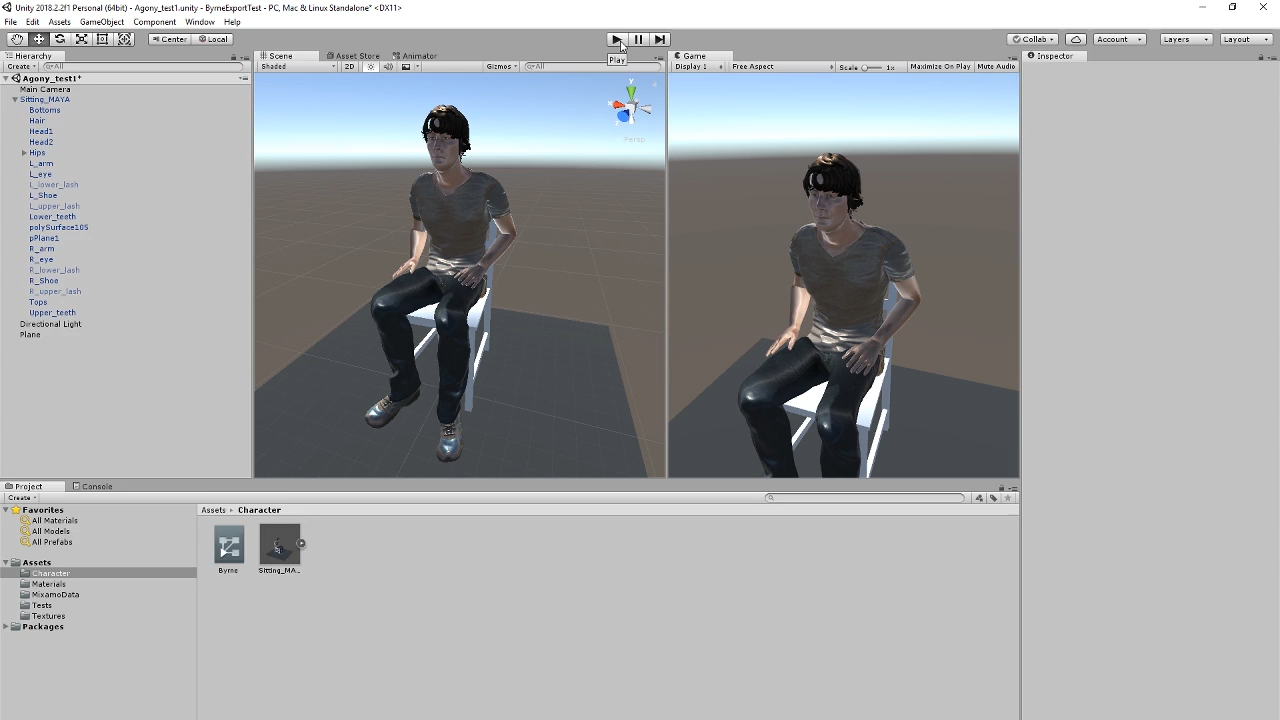 Unity 2018.2.2f1 Personal (64bit) - Agony_test1.unity - ByrneExportTest - PC, Mac & Linux Standalone* <DX11>
File Edit Assets GameObject Component Window Help
Center Local Collab Account Layers Layout
Play
Hierarchy Scene Asset Store Animator Game Inspector
Create All Shaded 2D Gizmos All Display 1 Free Aspect Scale 1x Maximize On Play Mute Audio
Agony_test1*
Main Camera
Sitting_MAYA
Bottoms
Hair
Head1
Head2
Hips
L_arm
L_eye
L_lower_lash
L_Shoe
L_upper_lash
Lower_teeth
polySurface105
pPlane1
R_arm
R_eye
R_lower_lash
R_Shoe
R_upper_lash
Tops
Upper_teeth
Directional Light
Plane
y
Persp
Project Console
Create
Favorites
All Materials
All Models
All Prefabs
Assets
Character
Materials
MixamoData
Tests
Textures
Packages
Assets Character
Byrne Sitting_MA...